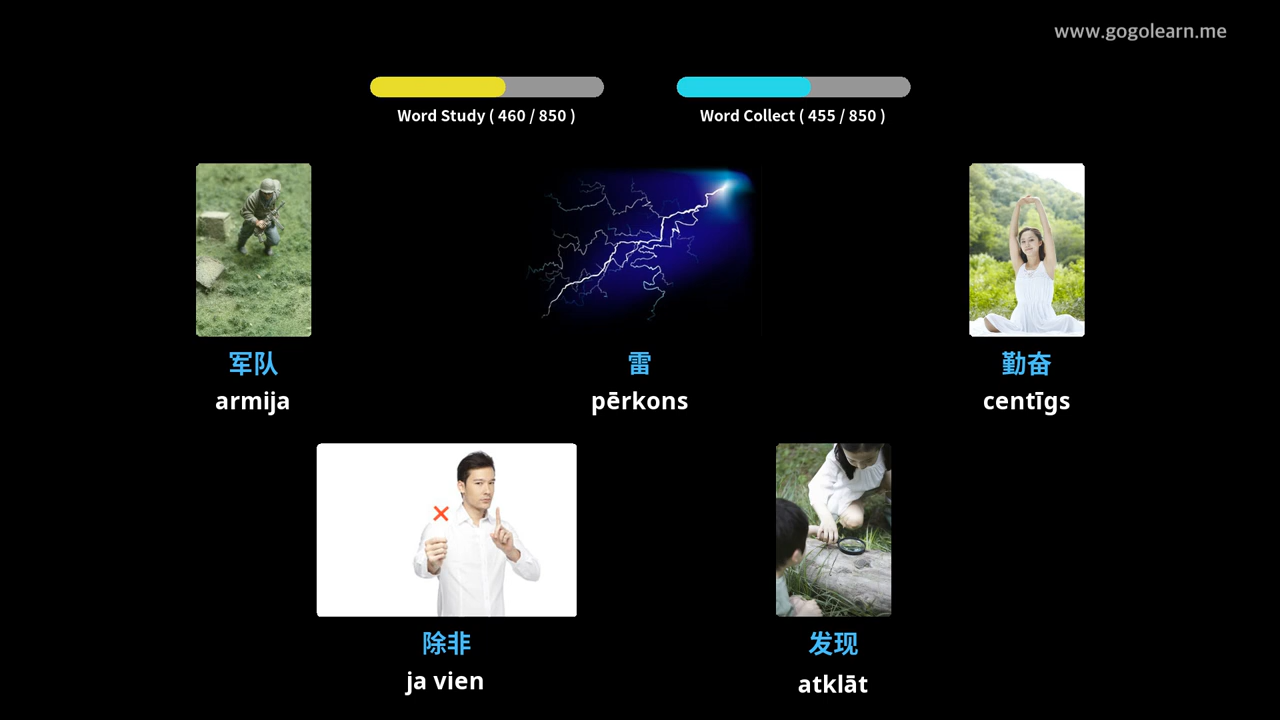 www.gogolearn.me
Word Study ( 460 / 850 )
Word Collect ( 455 / 850 )
军队
armija
雷
pērkons
勤奋
centīgs
除非
ja vien
发现
atklāt